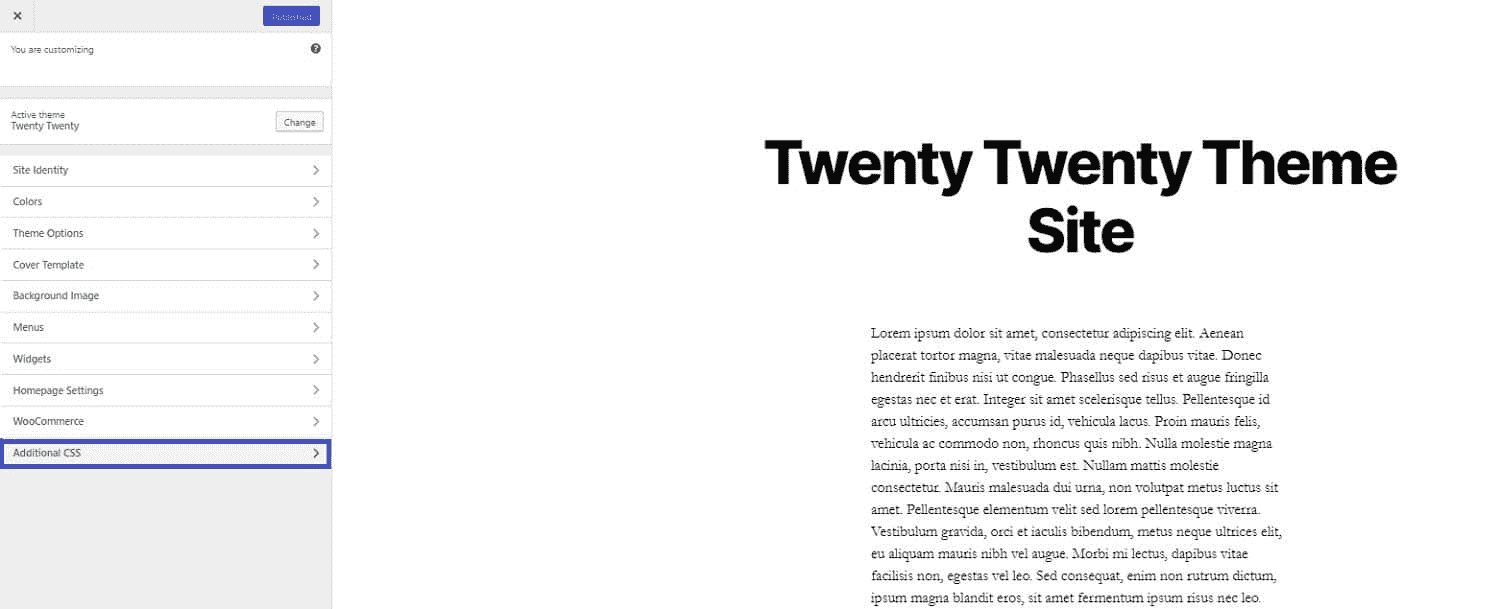 Published
You are customizing
Active theme
Twenty Twenty
Change
Site Identity
Colors
Theme Options
Cover Template
Background Image
Menus
Widgets
Homepage Settings
WooCommerce
Additional CSS
Twenty Twenty Theme
Site
Lorem ipsum dolor sit amet, consectetur adipiscing elit. Aenean
placerat tortor magna, vitae malesuada neque dapibus vitae. Donec
hendrerit finibus nisi ut congue. Phasellus sed risus et augue fringilla
egestas nec et erat. Integer sit amet scelerisque tellus. Pellentesque id
arcu ultricies, accumsan purus id, vehicula lacus. Proin mauris felis,
vehicula ac commodo non, rhoncus quis nibh. Nulla molestie magna
lacinia, porta nisi in, vestibulum est. Nullam mattis molestie
consectetur. Mauris malesuada dui urna, non volutpat metus luctus sit
amet. Pellentesque elementum velit sed lorem pellentesque viverra.
Vestibulum gravida, orci et iaculis bibendum, metus neque ultrices elit,
eu aliquam mauris nibh vel augue. Morbi mi lectus, dapibus vitae
facilisis non, egestas vel leo. Sed consequat, enim non rutrum dictum,
ipsum magna blandit eros, sit amet fermentum ipsum risus nec leo.